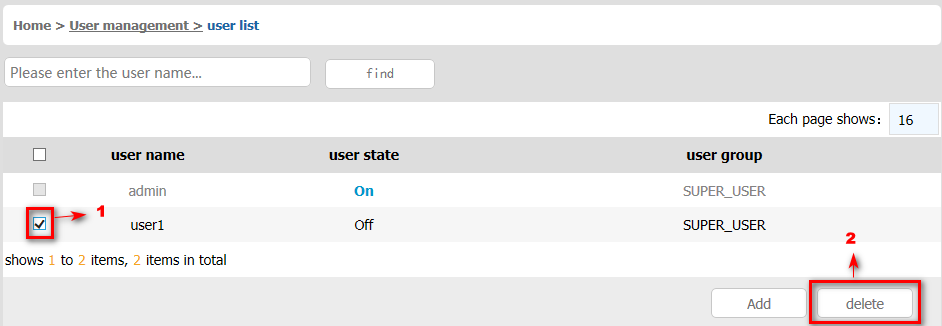 Home > User management > user list
Please enter the user name... find
Each page shows： 16
user name user state user group
admin On SUPER_USER
1
user1 Off SUPER_USER
2
shows 1 to 2 items, 2 items in total
Add delete